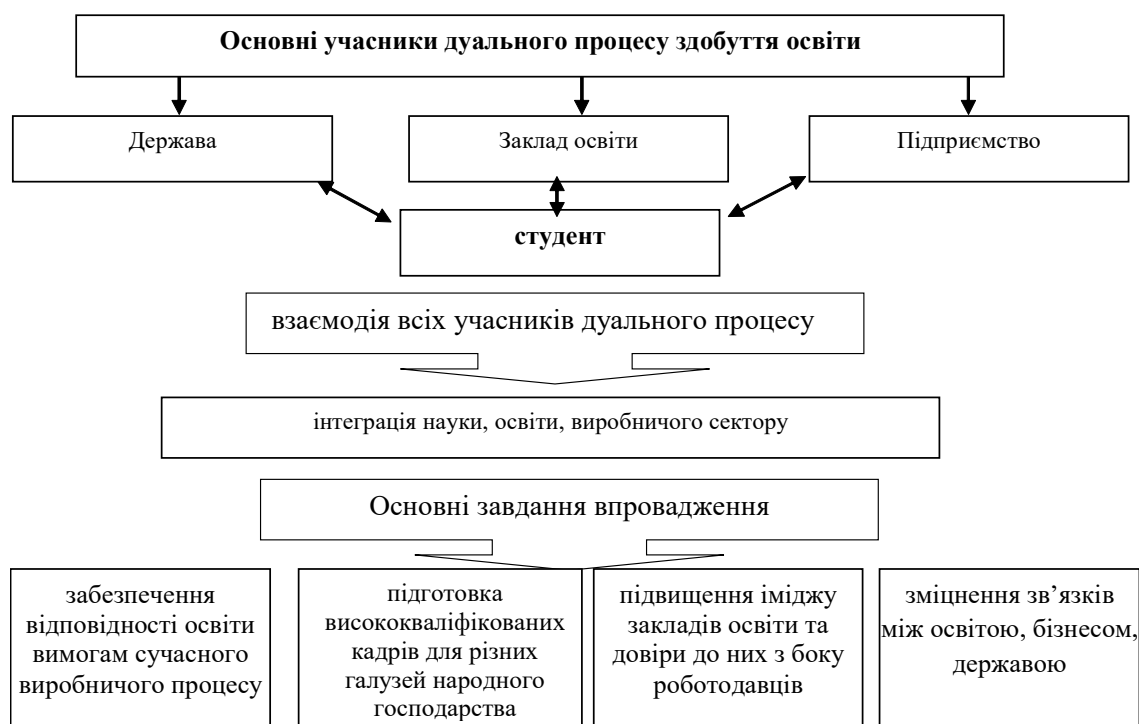 Основні учасники дуального процесу здобуття освіти
Держава
Заклад освіти
Підприємство
студент
взаємодія всіх учасників дуального процесу
інтеграція науки, освіти, виробничого сектору
Основні завдання впровадження
забезпечення
відповідності освіти
вимогам сучасного
виробничого процесу
підготовка
висококваліфікованих
кадрів для різних
галузей народного
господарства
підвищення іміджу
закладів освіти та
довіри до них з боку
роботодавців
зміцнення зв’язків
між освітою, бізнесом,
державою